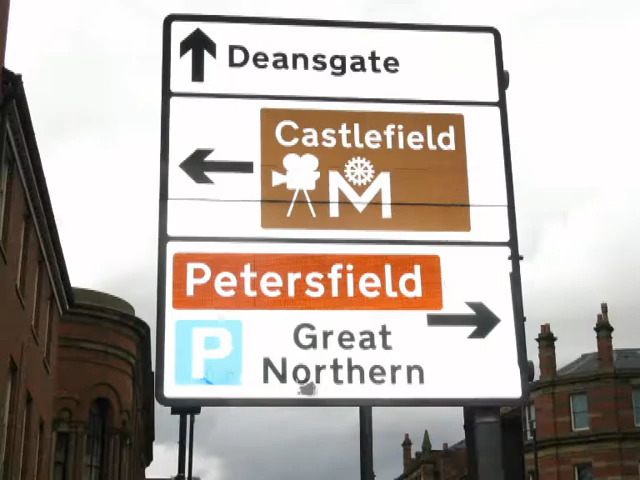 Deansgate
Castlefield
M
Petersfield
P Great
Northern